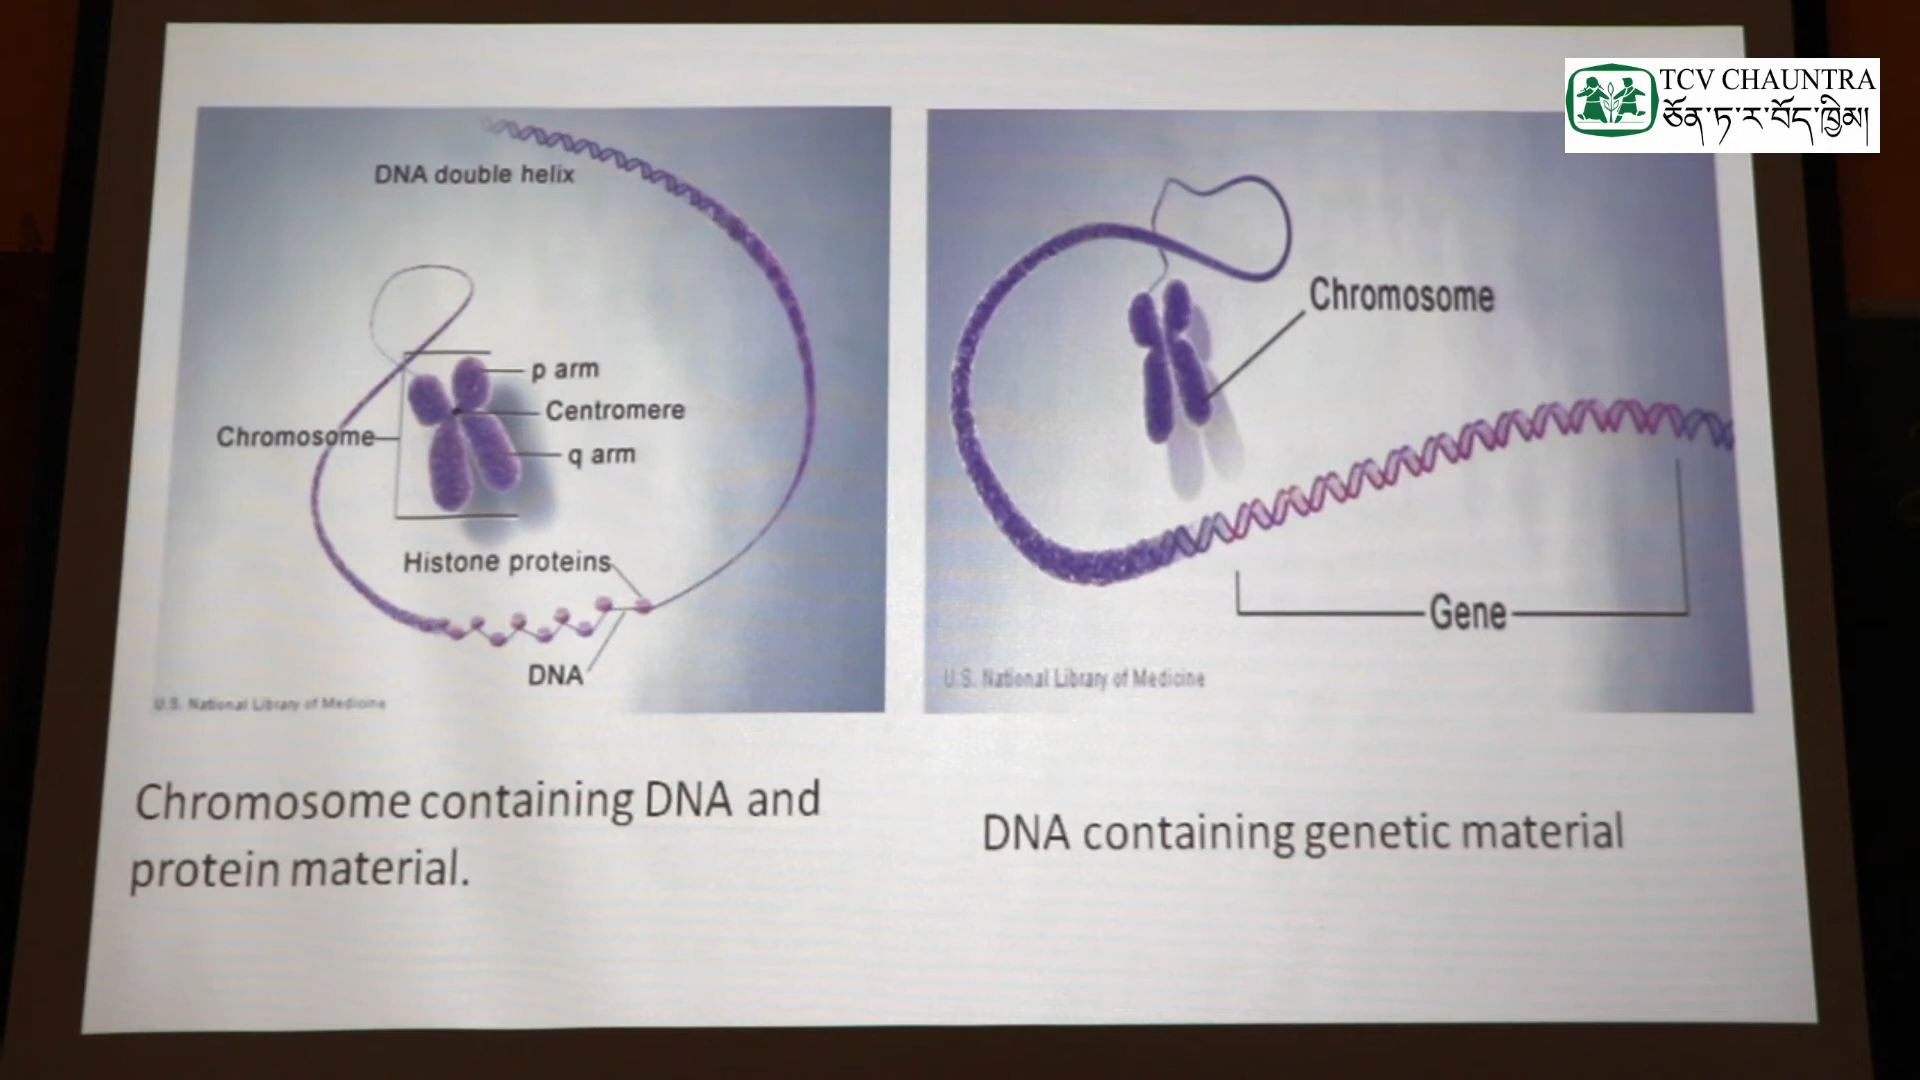 TCV CHAUNTRA
ཅོན་ཏ་ར་བོད་ཁྱིམ།
DNA double helix
p arm
Centromere
Chromosome
q arm
Histone proteins
DNA
U.S. National Library of Medicine
Chromosome containing DNA and
protein material.
Chromosome
Gene
U.S. National Library of Medicine
DNA containing genetic material